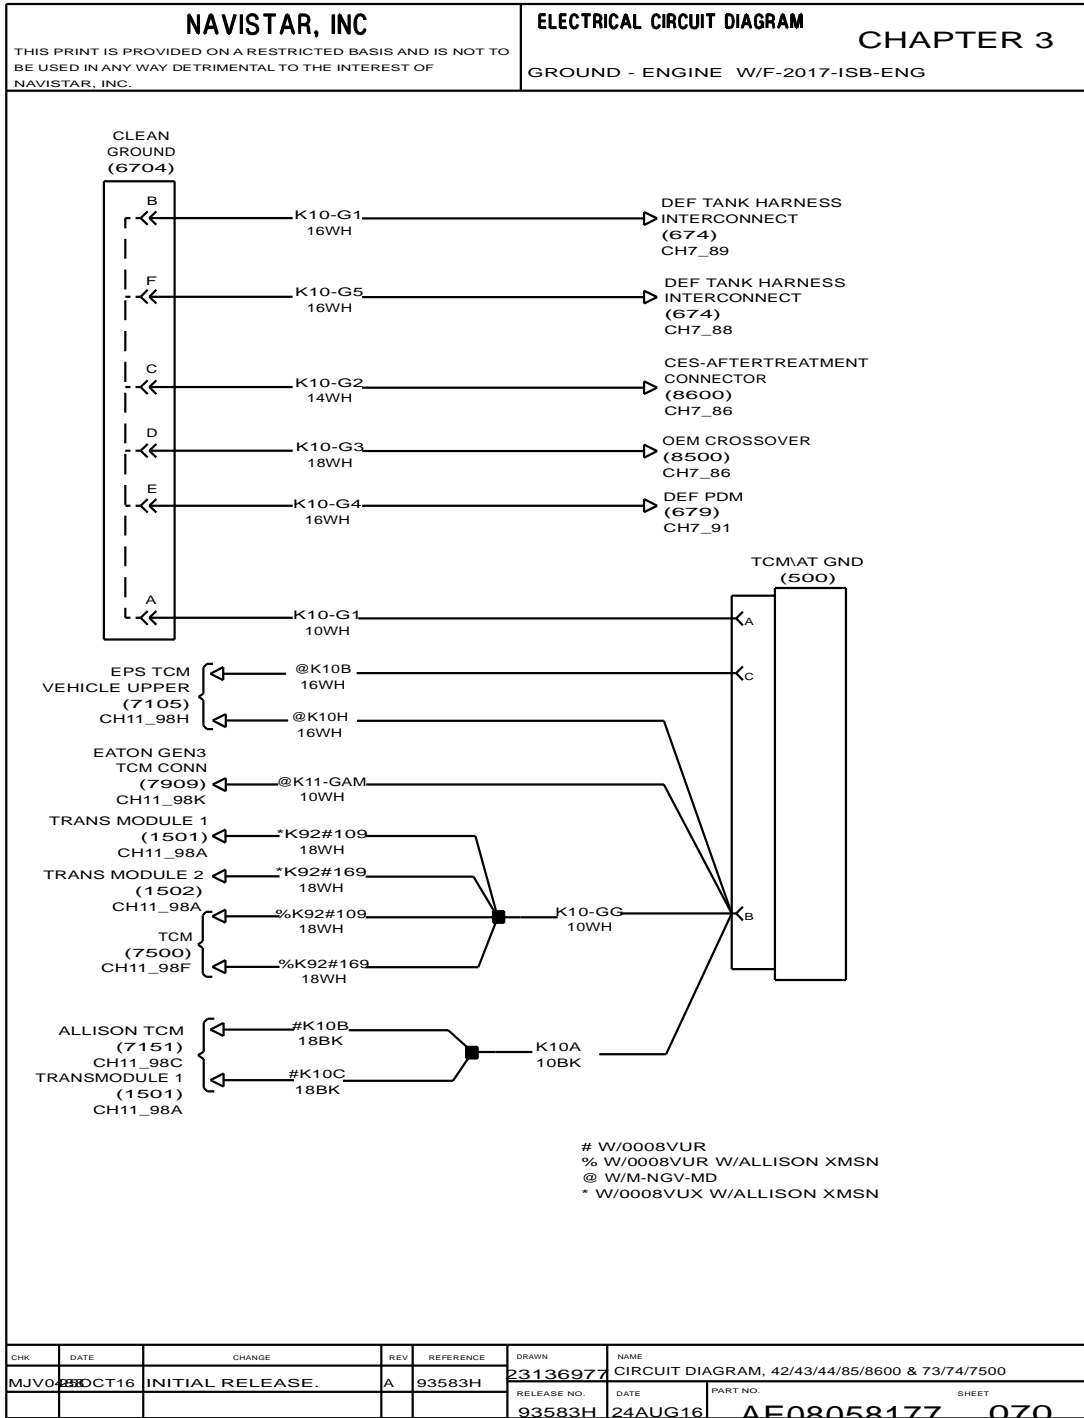 NAVISTAR, INC
THIS PRINT IS PROVIDED ON A RESTRICTED BASIS AND IS NOT TO
BE USED IN ANY WAY DETRIMENTAL TO THE INTEREST OF
NAVISTAR, INC.
ELECTRICAL CIRCUIT DIAGRAM
CHAPTER 3
GROUND - ENGINE W/F-2017-ISB-ENG
CLEAN
GROUND
(6704)
B
K10-G1
16WH
DEF TANK HARNESS
INTERCONNECT
(674)
CH7_89
F
K10-G5
16WH
DEF TANK HARNESS
INTERCONNECT
(674)
CH7_88
C
K10-G2
14WH
CES-AFTERTREATMENT
CONNECTOR
(8600)
CH7_86
D
K10-G3
18WH
OEM CROSSOVER
(8500)
CH7_86
E
K10-G4
16WH
DEF PDM
(679)
CH7_91
TCM\AT GND
(500)
A
K10-G1
10WH
A
EPS TCM
VEHICLE UPPER
(7105)
CH11_98H
@K10B
16WH
C
@K10H
16WH
EATON GEN3
TCM CONN
(7909)
CH11_98K
@K11-GAM
10WH
TRANS MODULE 1
(1501)
CH11_98A
*K92#109
18WH
TRANS MODULE 2
(1502)
CH11_98A
*K92#169
18WH
TCM
(7500)
CH11_98F
%K92#109
18WH
%K92#169
18WH
K10-GG
10WH
B
ALLISON TCM
(7151)
CH11_98C
#K10B
18BK
TRANSMODULE 1
(1501)
CH11_98A
#K10C
18BK
K10A
10BK
# W/0008VUR
% W/0008VUR W/ALLISON XMSN
@ W/M-NGV-MD
* W/0008VUX W/ALLISON XMSN
CHK DATE CHANGE REV REFERENCE
INITIAL RELEASE. A 93583H
DRAWN
23136977
NAME
CIRCUIT DIAGRAM, 42/43/44/85/8600 & 73/74/7500
RELEASE NO.
93583H
DATE
24AUG16
PART NO.
AE08058177
SHEET
070